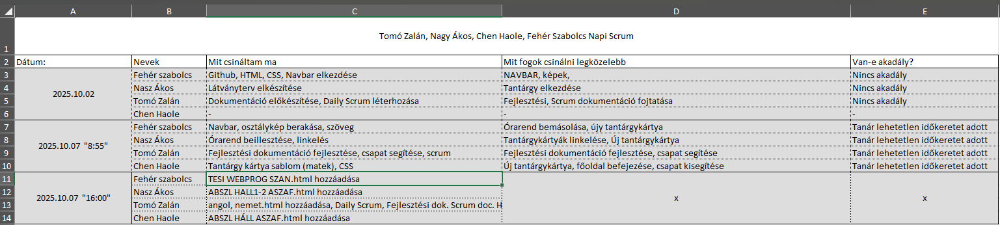 A B C D E
1 Tomó Zalán, Nagy Ákos, Chen Haole, Fehér Szabolcs Napi Scrum
2 Dátum: Nevek Mit csináltam ma Mit fogok csinálni legközelebb Van-e akadály?
3 Fehér szabolcs Github, HTML, CSS, Navbar elkezdése NAVBAR, képek, Nincs akadály
4 Nasz Ákos Látványterv elkészítése Tantárgy elkezdése Nincs akadály
2025.10.02
5 Tomó Zalán Dokumentáció előkészítése, Daily Scrum léterhozása Fejlesztési, Scrum dokumentáció fojtatása Nincs akadály
6 Chen Haole - - -
7 Fehér szabolcs Navbar, osztálykép berakása, szöveg Órarend bemásolása, újy tantárgykártya Tanár lehetetlen időkeretet adott
8 Nasz Ákos Órarend beillesztése, linkelés Tantárgykártyák linkelése, Új tantárgykártya Tanár lehetetlen időkeretet adott
2025.10.07 "8:55"
9 Tomó Zalán Fejlesztési dokumentáció fejlesztése, csapat segítése, scrum Fejlesztési dokumentáció fejlesztése, csapat segítése Tanár lehetetlen időkeretet adott
10 Chen Haole Tantárgy kártya sablom (matek), CSS Új tantárgykártya, főoldal befejezése, csapat kisegítése Tanár lehetetlen időkeretet adott
11 Fehér szabolcs TESI WEBPROG SZAN.html hozzáadása
12 Nasz Ákos ABSZL HALL1-2 ASZAF.html hozzáadása
2025.10.07 "16:00" x x
13 Tomó Zalán angol, nemet.html hozzáadása, Daily Scrum, Fejlesztési dok. Scrum doc. H
14 Chen Haole ABSZL HÁLL ASZAF.html hozzáadása